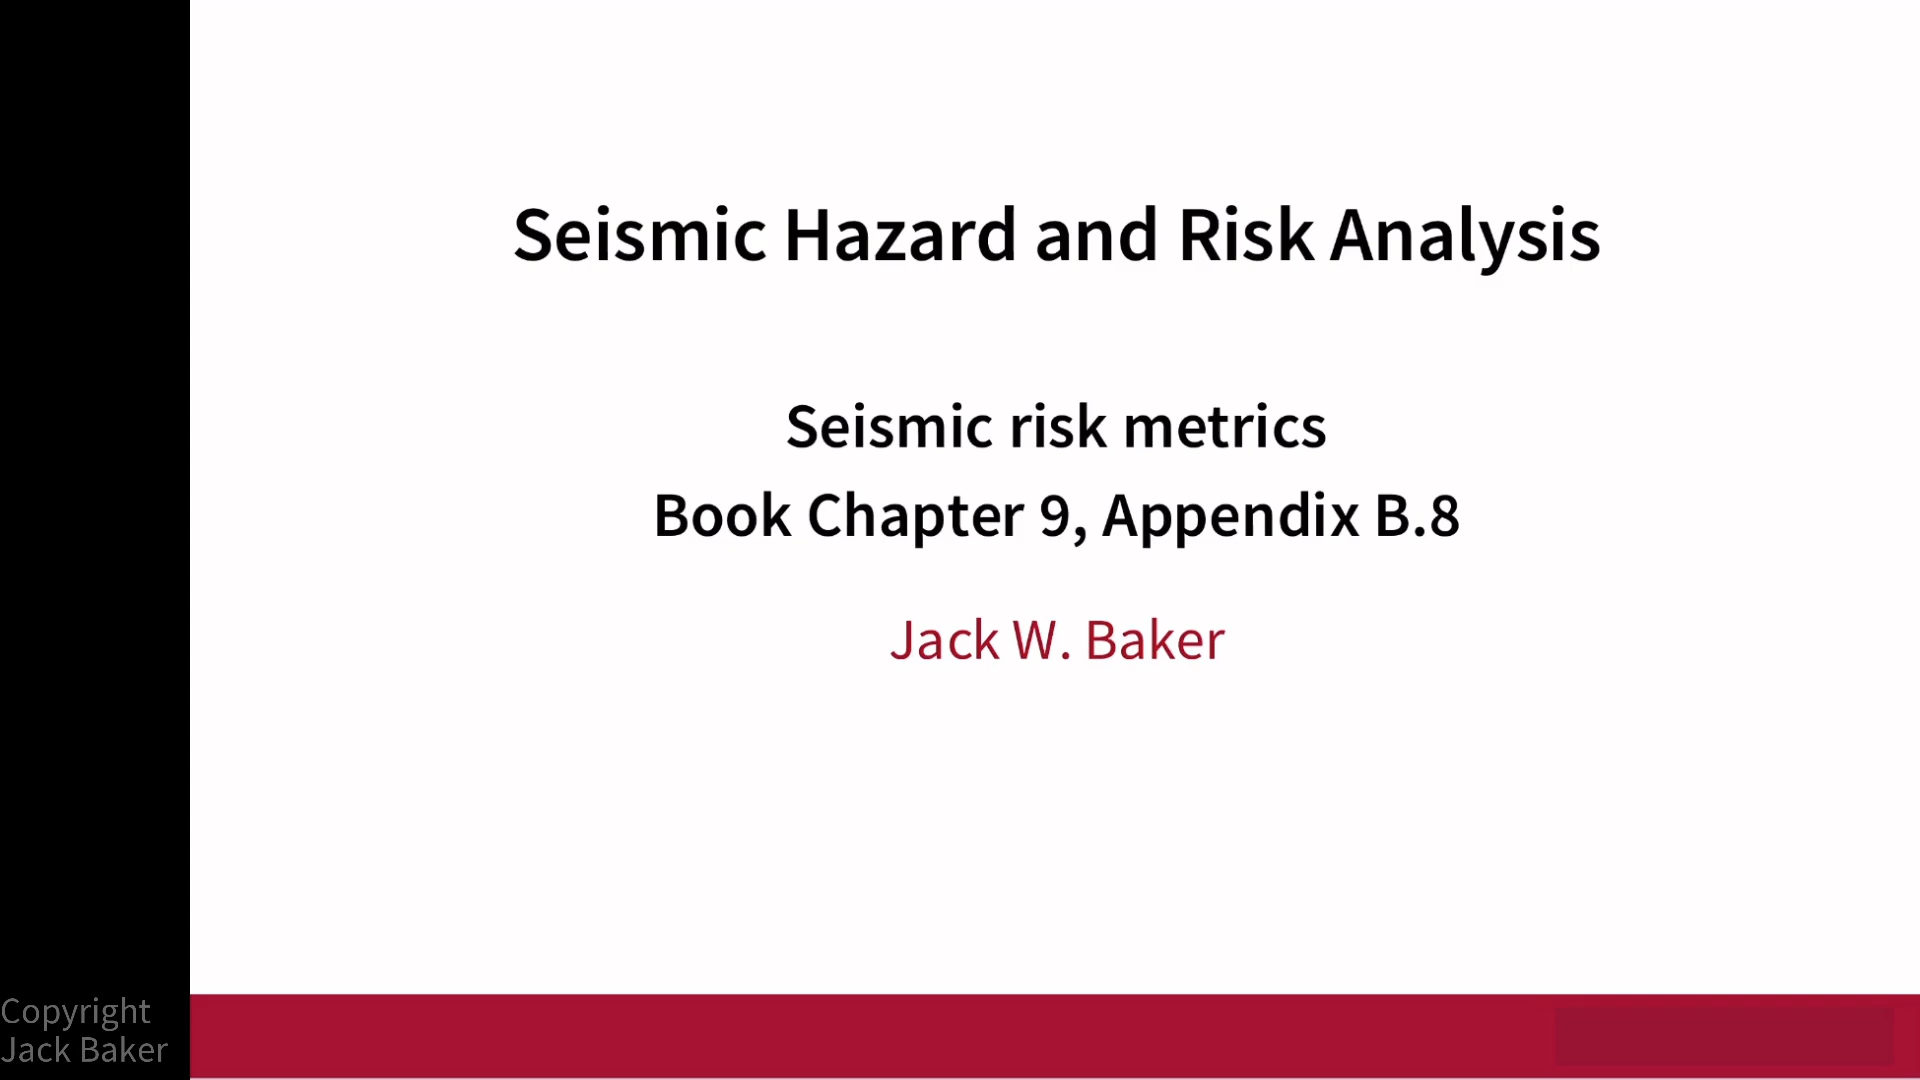 Seismic Hazard and Risk Analysis
Seismic risk metrics
Book Chapter 9, Appendix B.8
Jack W. Baker
Copyright
Jack Baker